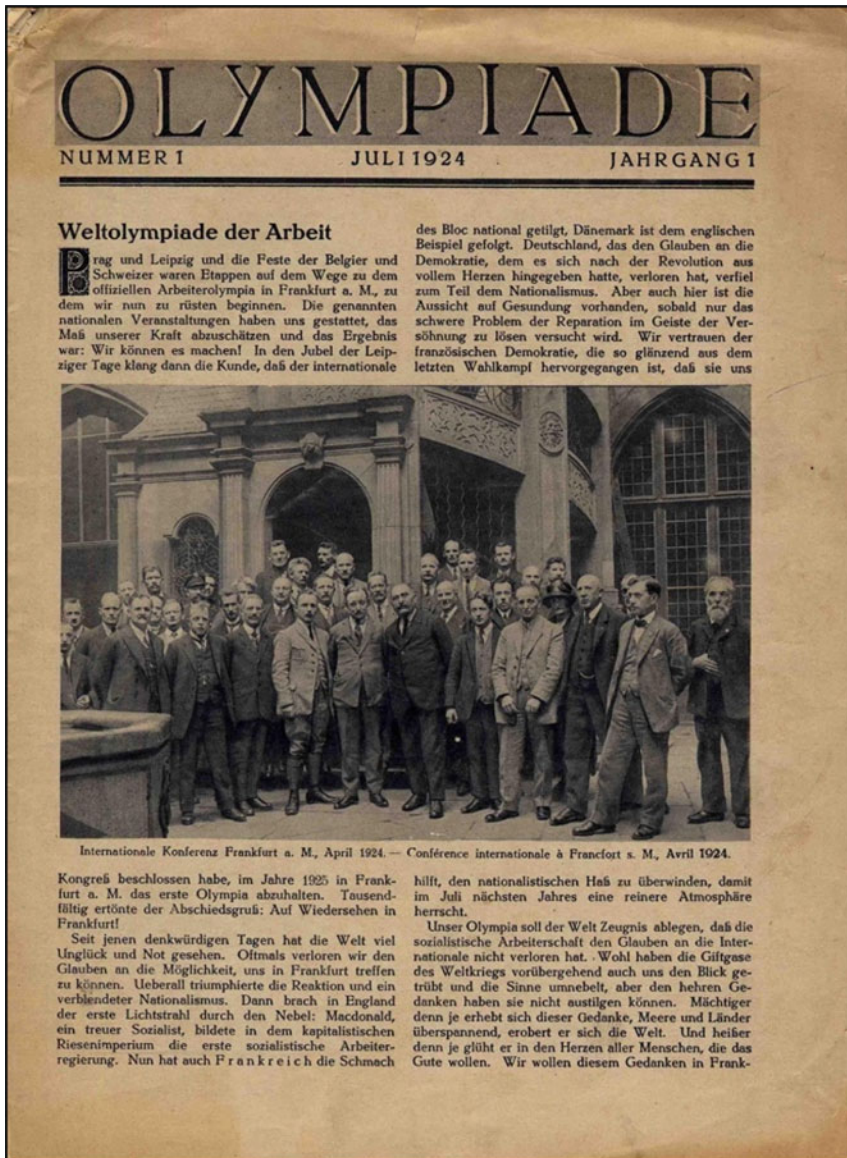 OLYMPIADE
NUMMER 1 JULI 1924 JAHRGANG 1
Weltolympiade der Arbeit
Prag und Leipzig und die Feste der Belgier und
Schweizer waren Etappen auf dem Wege zu dem
offiziellen Arbeiterolympia in Frankfurt a. M., zu
dem wir nun zu rüsten beginnen. Die genannten
nationalen Veranstaltungen haben uns gestattet, das
Maß unserer Kraft abzuschätzen und das Ergebnis
war: Wir können es machen! In den Jubel der Leip-
ziger Tage klang dann die Kunde, daß der internationale
Kongreß beschlossen habe, im Jahre 1925 in Frank-
furt a. M. das erste Olympia abzuhalten. Tausend-
fältig ertönte der Abschiedsgruß: Auf Wiedersehen in
Frankfurt!
Seit jenen denkwürdigen Tagen hat die Welt viel
Unglück und Not gesehen. Oftmals verloren wir den
Glauben an die Möglichkeit, uns in Frankfurt treffen
zu können. Ueberall triumphierte die Reaktion und ein
verblendeter Nationalismus. Dann brach in England
der erste Lichtstrahl durch den Nebel: Macdonald,
ein treuer Sozialist, bildete in dem kapitalistischen
Riesenimperium die erste sozialistische Arbeiter-
regierung. Nun hat auch Frankreich die Schmach
des Bloc national getilgt, Dänemark ist dem englischen
Beispiel gefolgt. Deutschland, das den Glauben an die
Demokratie, dem es sich nach der Revolution aus
vollem Herzen hingegeben hatte, verloren hat, verfiel
zum Teil dem Nationalismus. Aber auch hier ist die
Aussicht auf Gesundung vorhanden, sobald nur das
schwere Problem der Reparation im Geiste der Ver-
söhnung zu lösen versucht wird. Wir vertrauen der
französischen Demokratie, die so glänzend aus dem
letzten Wahlkampf hervorgegangen ist, daß sie uns
hilft, den nationalistischen Haß zu überwinden, damit
im Juli nächsten Jahres eine reinere Atmosphäre
herrscht.
Unser Olympia soll der Welt Zeugnis ablegen, daß die
sozialistische Arbeiterschaft den Glauben an die Inter-
nationale nicht verloren hat. Wohl haben die Giftgase
des Weltkriegs vorübergehend auch uns den Blick ge-
trübt und die Sinne umnebelt, aber den hehren Ge-
danken haben sie nicht austilgen können. Mächtiger
denn je erhebt sich dieser Gedanke, Meere und Länder
überspannend, erobert er sich die Welt. Und heißer
denn je glüht er in den Herzen aller Menschen, die das
Gute wollen. Wir wollen diesem Gedanken in Frank-
Internationale Konferenz Frankfurt a. M., April 1924. — Conférence internationale à Francfort s. M., Avril 1924.